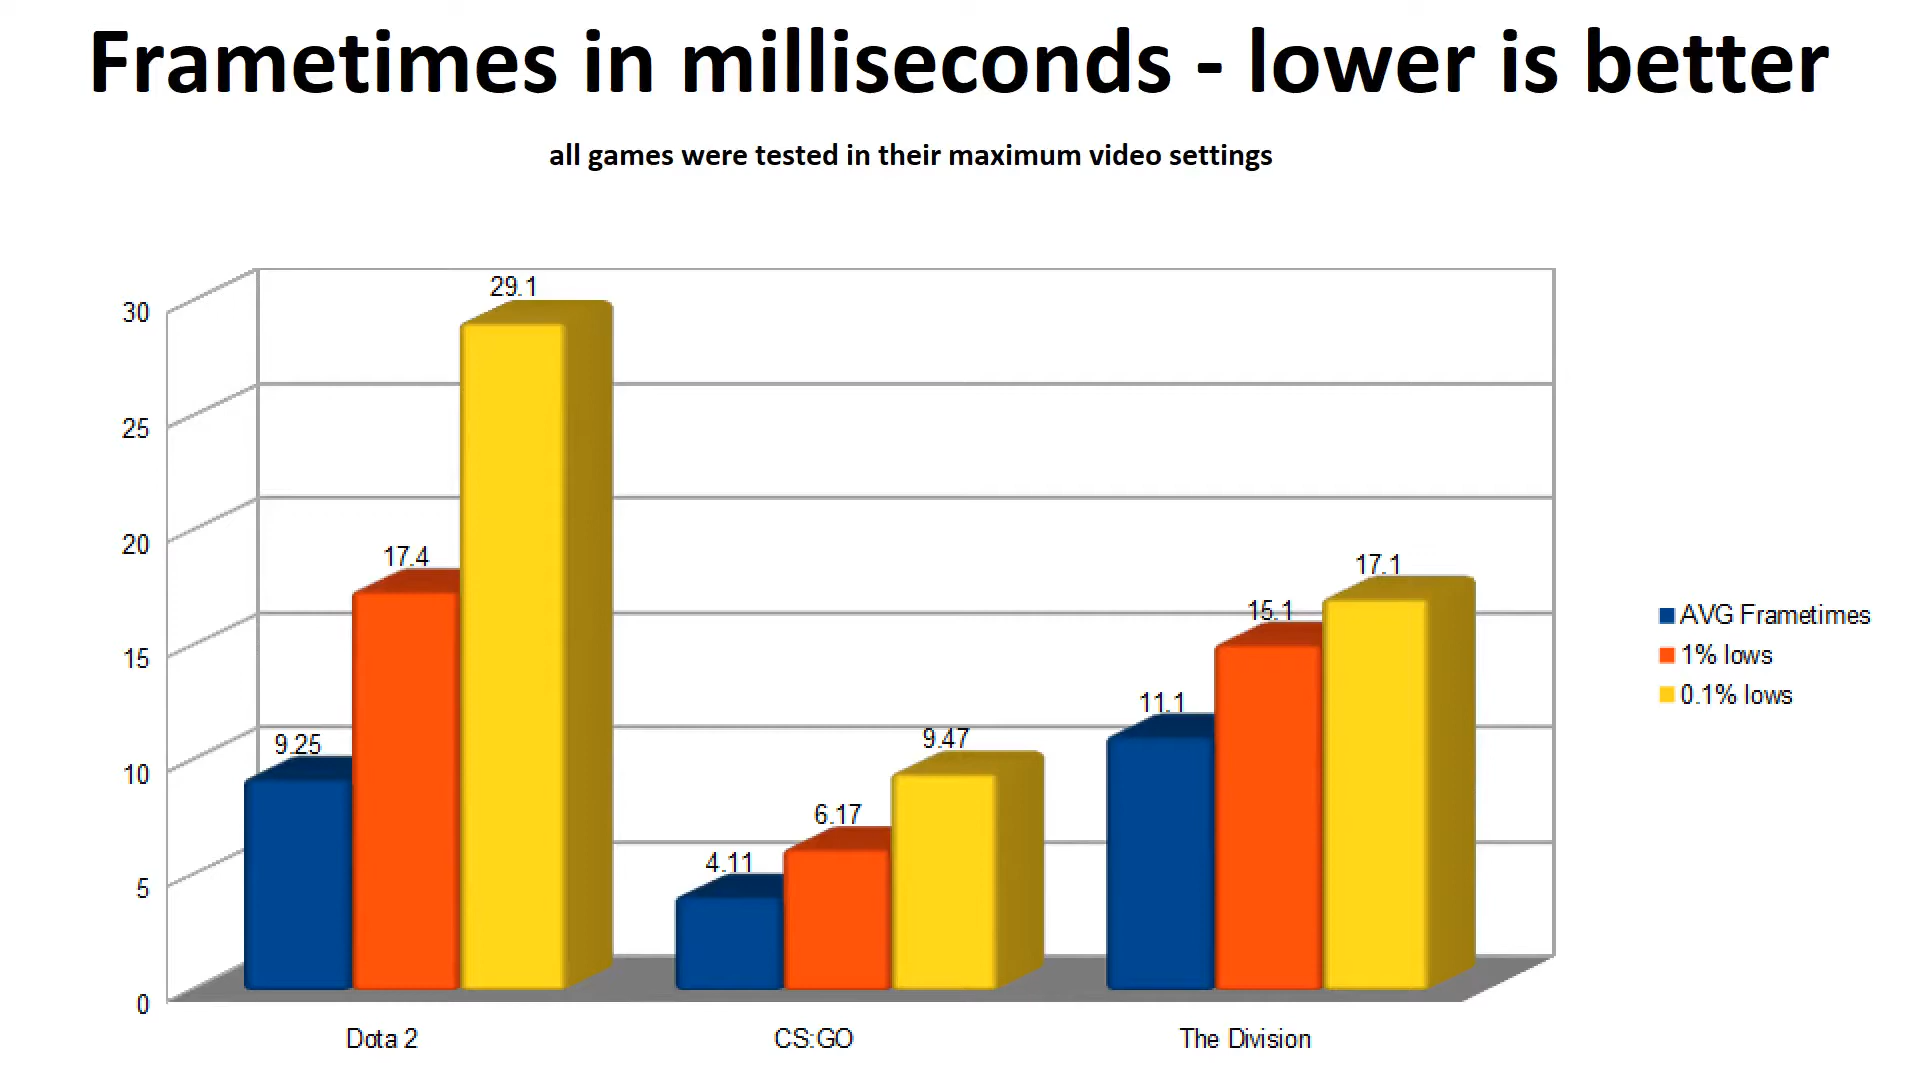 Frametimes in milliseconds - lower is better
all games were tested in their maximum video settings
30
25
20
15
10
5
0
9.25
17.4
29.1
4.11
6.17
9.47
11.1
15.1
17.1
Dota 2
CS:GO
The Division
AVG Frametimes
1% lows
0.1% lows